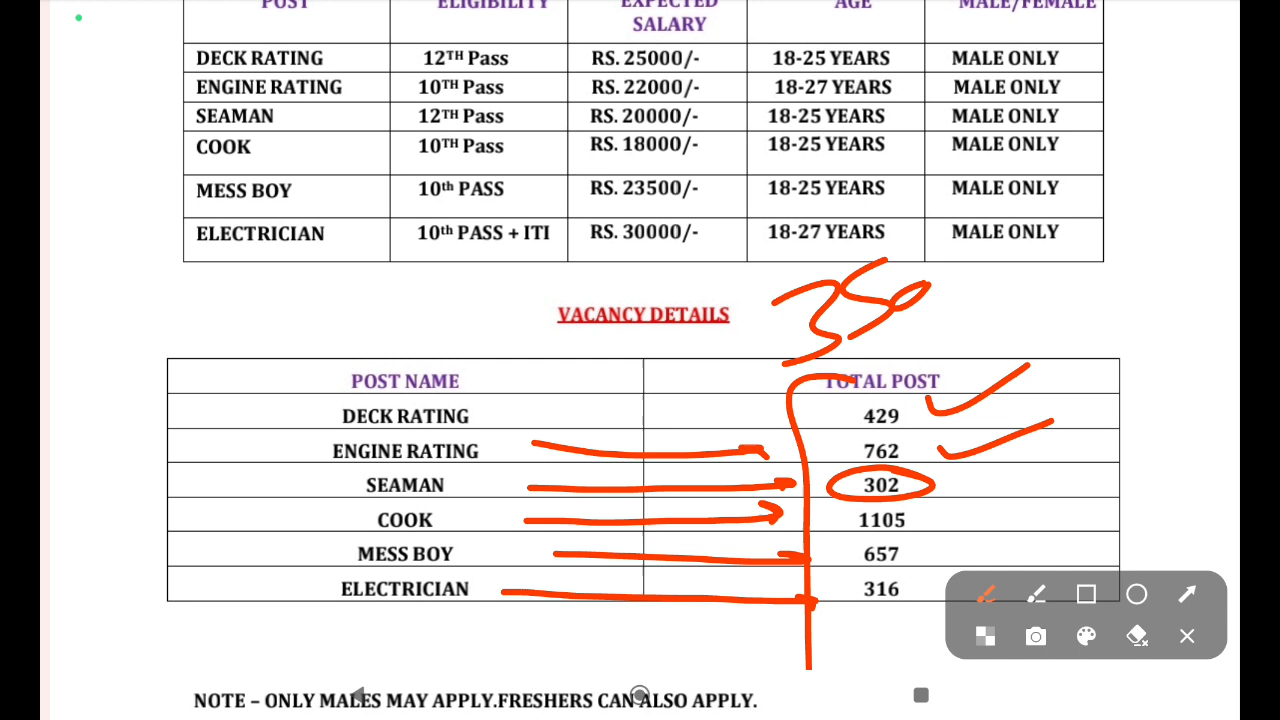 POST ELIGIBILITY EXPECTED SALARY AGE MALE/FEMALE
DECK RATING 12TH Pass RS. 25000/- 18-25 YEARS MALE ONLY
ENGINE RATING 10TH Pass RS. 22000/- 18-27 YEARS MALE ONLY
SEAMAN 12TH Pass RS. 20000/- 18-25 YEARS MALE ONLY
COOK 10TH Pass RS. 18000/- 18-25 YEARS MALE ONLY
MESS BOY 10th PASS RS. 23500/- 18-25 YEARS MALE ONLY
ELECTRICIAN 10th PASS + ITI RS. 30000/- 18-27 YEARS MALE ONLY
VACANCY DETAILS
POST NAME TOTAL POST
DECK RATING 429
ENGINE RATING 762
SEAMAN 302
COOK 1105
MESS BOY 657
ELECTRICIAN 316
NOTE – ONLY MALES MAY APPLY.FRESHERS CAN ALSO APPLY.